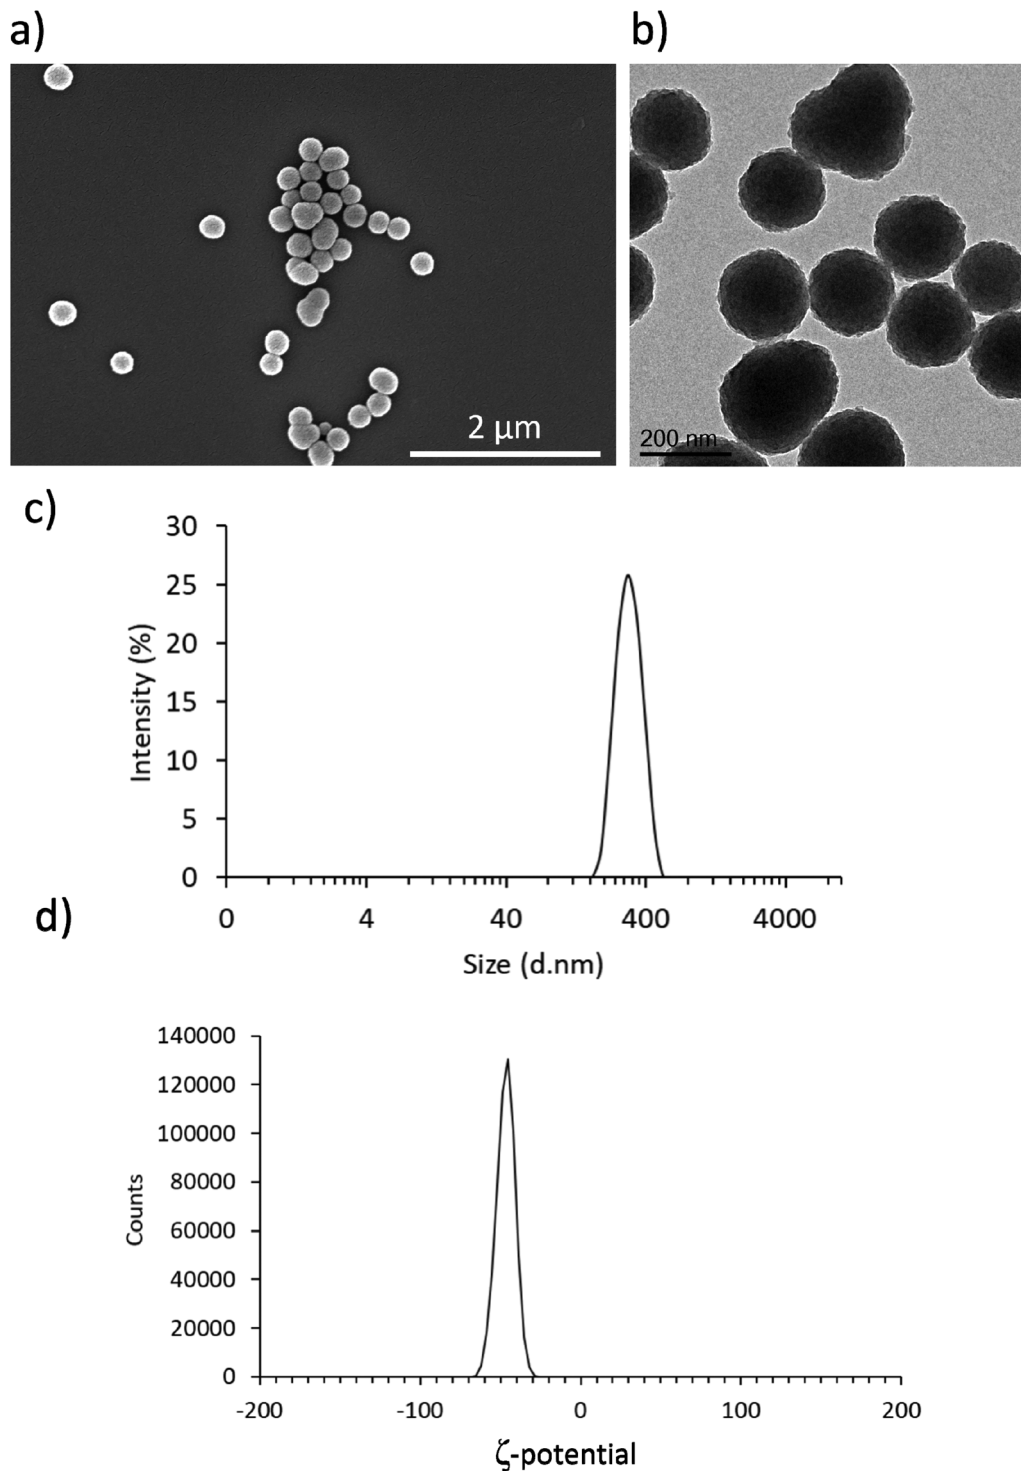 a)
b)
2 μm
200 nm
c)
30
25
20
15
10
5
0
Intensity (%)
0 4 40 400 4000
Size (d.nm)
d)
140000
120000
100000
80000
60000
40000
20000
0
Counts
-200 -100 0 100 200
ζ-potential